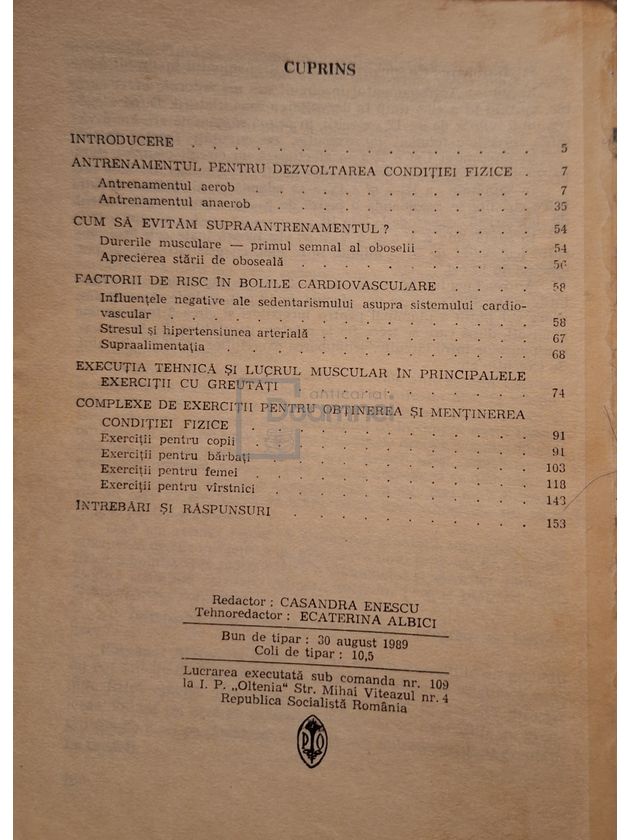 CUPRINS
INTRODUCERE . . . . . . . . . . . . . 5
ANTRENAMENTUL PENTRU DEZVOLTAREA CONDIȚIEI FIZICE . 7
Antrenamentul aerob . . . . . . . . . . . 7
Antrenamentul anaerob . . . . . . . . . . 35
CUM SĂ EVITĂM SUPRAANTRENAMENTUL? . . . . . 54
Durerile musculare — primul semnal al oboselii . . . . 54
Aprecierea stării de oboseală . . . . . . . . 56
FACTORII DE RISC ÎN BOLILE CARDIOVASCULARE . . . . 58
Influențele negative ale sedentarismului asupra sistemului cardio-
vascular . . . . . . . . . . . . . 58
Stresul și hipertensiunea arterială . . . . . . . 67
Supraalimentația . . . . . . . . . . . 68
EXECUȚIA TEHNICĂ ȘI LUCRUL MUSCULAR ÎN PRINCIPALELE
EXERCIȚII CU GREUTĂȚI . . . . . . . . 74
COMPLEXE DE EXERCIȚII PENTRU OBȚINEREA ȘI MENȚINEREA
CONDIȚIEI FIZICE . . . . . . . . . . 91
Exerciții pentru copii . . . . . . . . . . 91
Exerciții pentru bărbați . . . . . . . . . . 103
Exerciții pentru femei . . . . . . . . . . 118
Exerciții pentru vîrstnici . . . . . . . . . 143
ÎNTREBĂRI ȘI RĂSPUNSURI . . . . . . . . . 153
anticariat
Redactor : CASANDRA ENESCU
Tehnoredactor : ECATERINA ALBICI
Bun de tipar : 30 august 1989
Coli de tipar : 10,5
Lucrarea executată sub comanda nr. 109
la I. P. „Oltenia“ Str. Mihai Viteazul nr. 4
Republica Socialistă România
PO